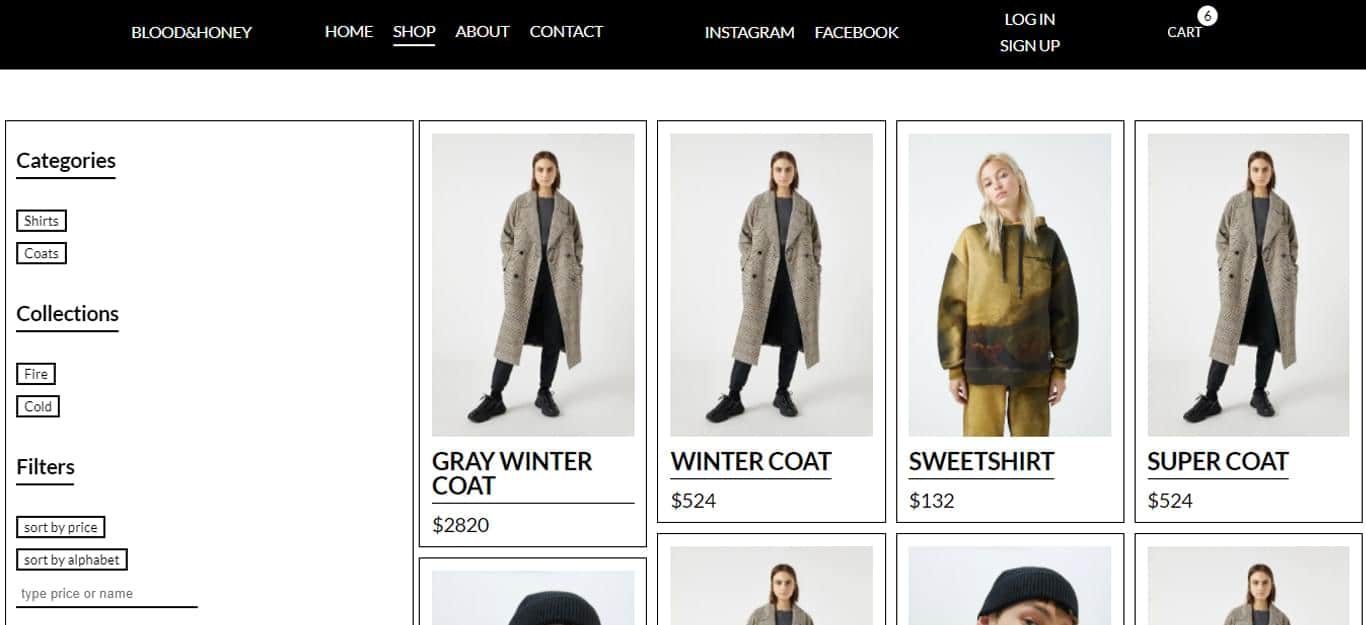 BLOOD&HONEY
HOME SHOP ABOUT CONTACT
INSTAGRAM FACEBOOK
LOG IN
SIGN UP
CART 6
Categories
Shirts
Coats
Collections
Fire
Cold
Filters
sort by price
sort by alphabet
type price or name
GRAY WINTER
COAT
$2820
WINTER COAT
$524
SWEETSHIRT
$132
SUPER COAT
$524